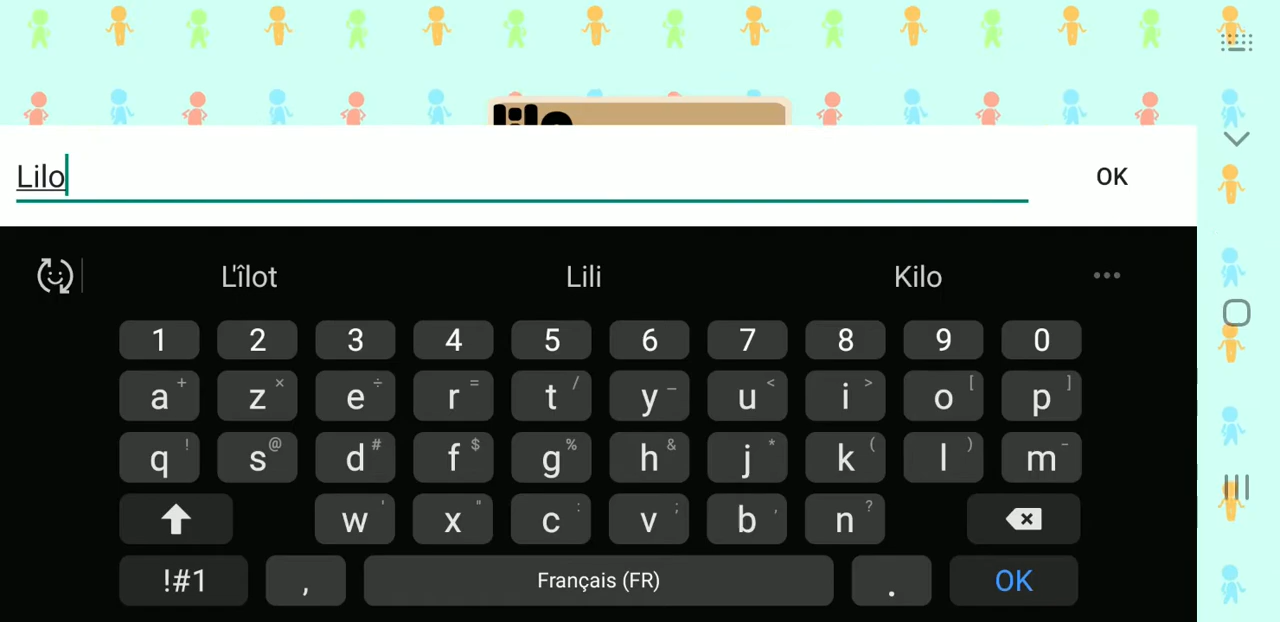 lilo
Lilo
OK
L'îlot Lili Kilo
1 2 3 4 5 6 7 8 9 0
a + z × e ÷ r = t / y _ u < i > o [ p ]
q ! s @ d # f $ g % h & j * k ( l ) m -
w ' x " c : v ; b , n ?
!#1 , Français (FR) . OK